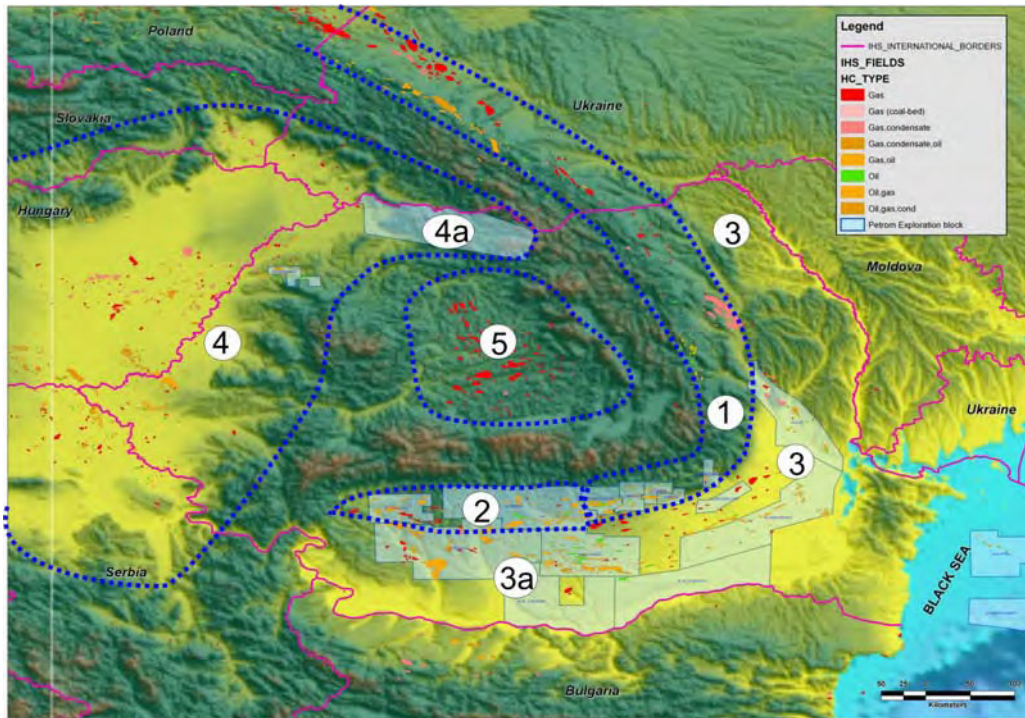 Poland
Ukraine
Slovakia
Hungary
Moldova
Ukraine
Serbia
Bulgaria
BLACK SEA
4a
3
5
4
1
3
2
3a
Legend
IHS_INTERNATIONAL_BORDERS
IHS_FIELDS
HC_TYPE
Gas
Gas (coal-bed)
Gas,condensate
Gas,condensate,oil
Gas,oil
Oil
Oil,gas
Oil,gas,cond
Petrom Exploration block
Kilometers